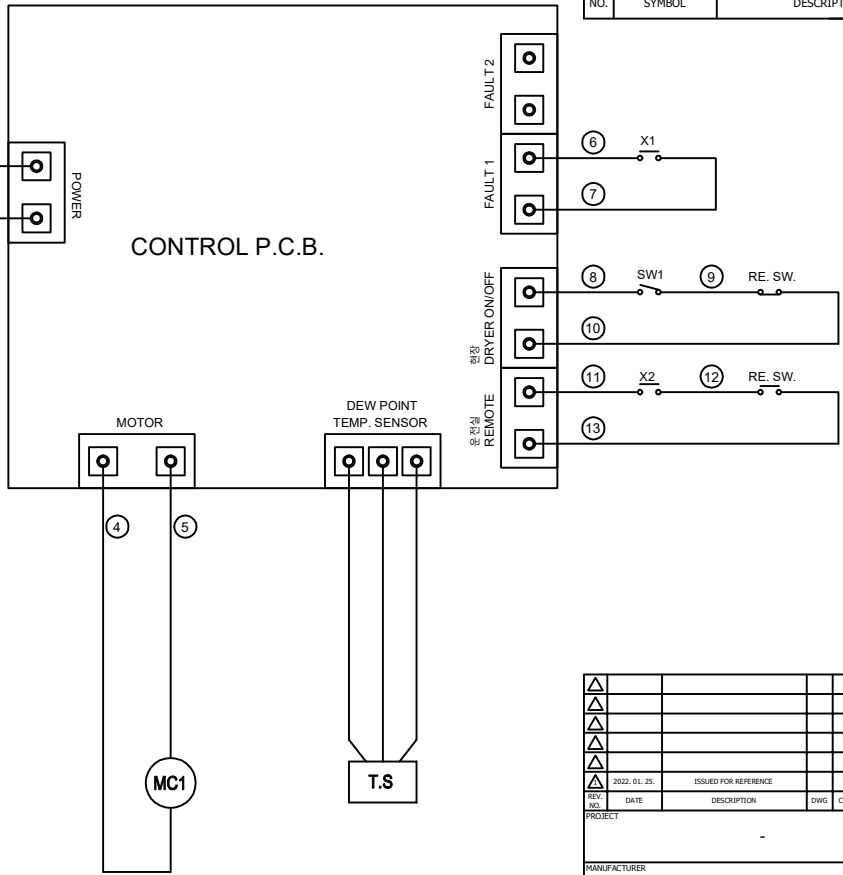 NO. SYMBOL DESCRIPT
FAULT 2
6 X1
FAULT 1
7
POWER
CONTROL P.C.B.
8 SW1 9 RE. SW.
현장
DRYER ON/OFF
10
11 X2 12 RE. SW.
운전실
REMOTE
13
MOTOR
DEW POINT
TEMP. SENSOR
4 5
MC1
T.S
1 2022. 01. 25. ISSUED FOR REFERENCE
REV. NO. DATE DESCRIPTION DWG C
PROJECT
-
MANUFACTURER